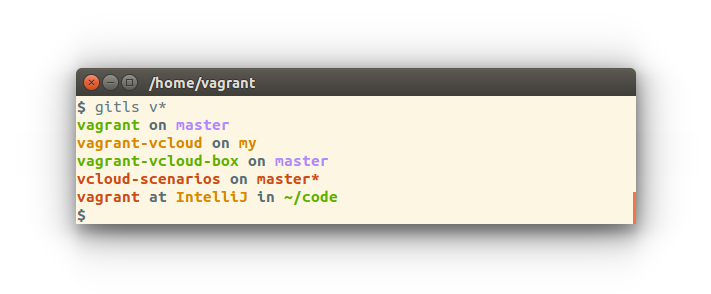 /home/vagrant
$ gitls v*
vagrant on master
vagrant-vcloud on my
vagrant-vcloud-box on master
vcloud-scenarios on master*
vagrant at IntelliJ in ~/code
$